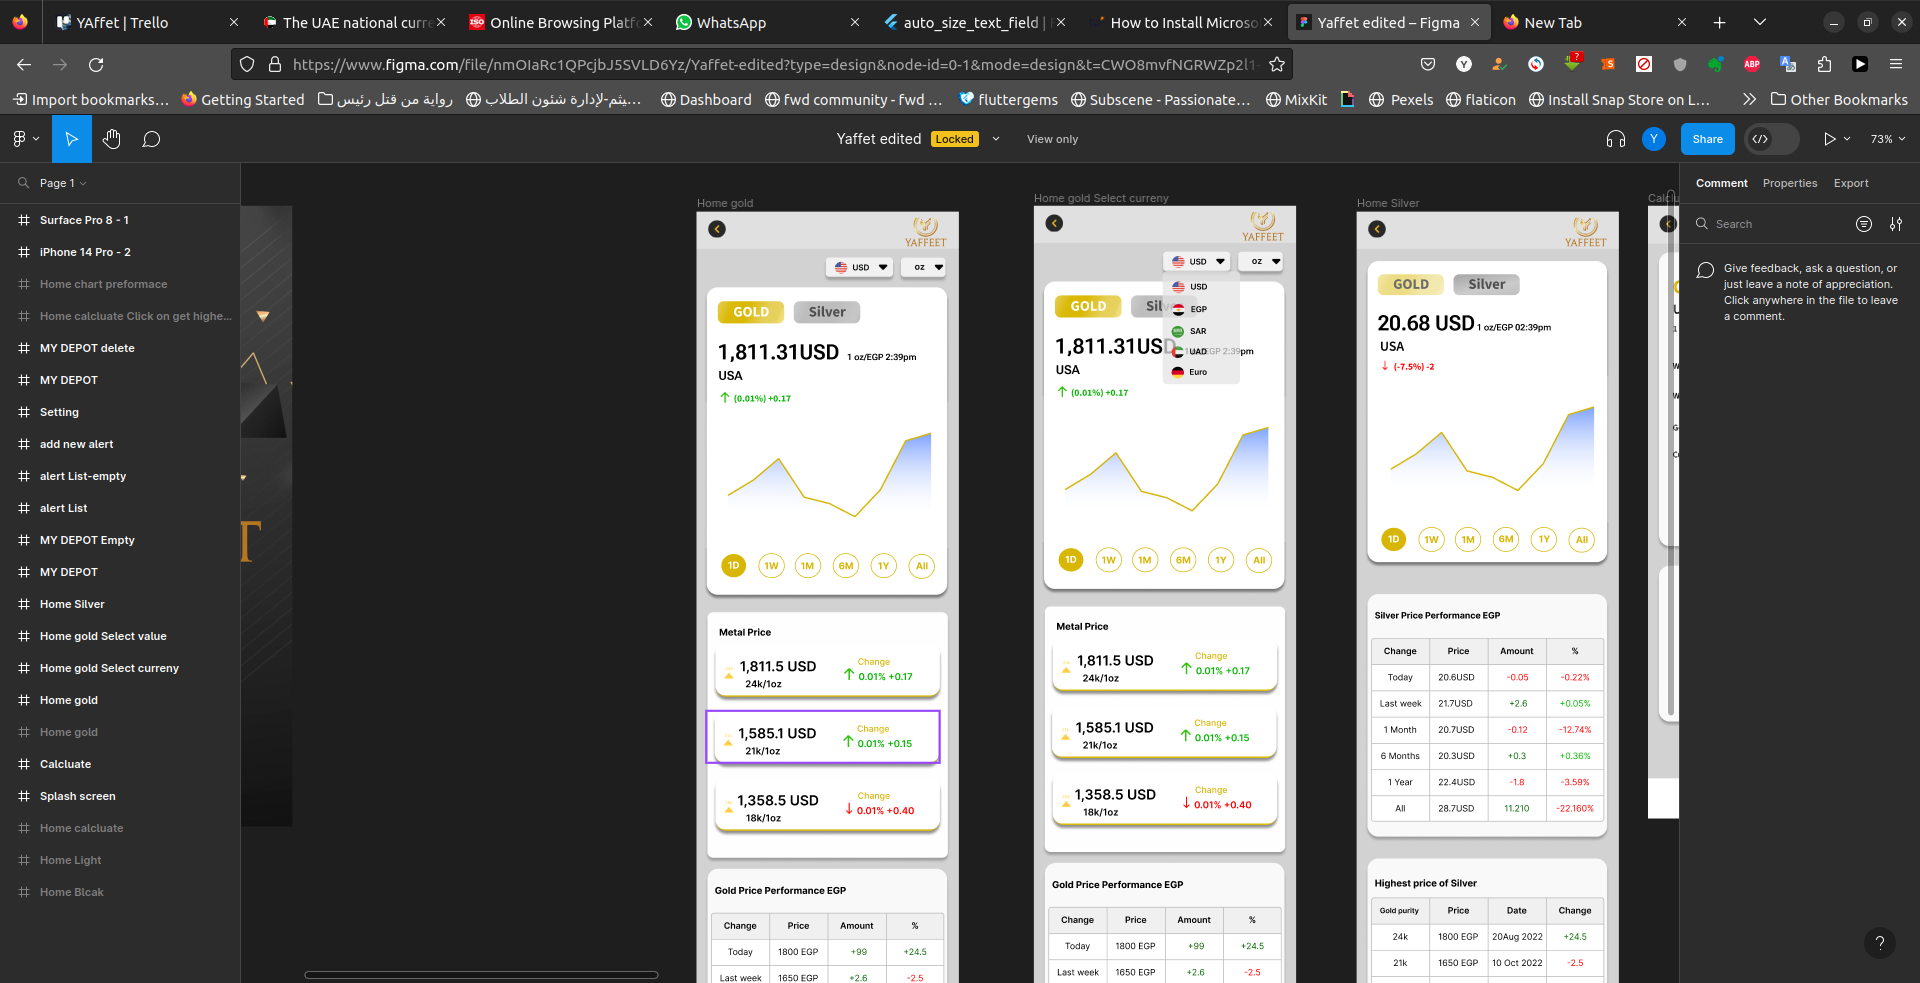 YAffet | Trello
The UAE national curre
Online Browsing Platfo
WhatsApp
auto_size_text_field |
How to Install Microso
Yaffet edited – Figma
New Tab
https://www.figma.com/file/nmOIaRc1QPcjbJ5SVLD6Yz/Yaffet-edited?type=design&node-id=0-1&mode=design&t=CWO8mvfNGRWZp2l1-
Import bookmarks...
Getting Started
رواية من قتل رئيس
...يثم-لإدارة شئون الطلاب
Dashboard
fwd community - fwd ...
fluttergems
Subscene - Passionate...
MixKit
Pexels
flaticon
Install Snap Store on L...
Other Bookmarks
Yaffet edited
Locked
View only
Y
Share
73%
Page 1
Surface Pro 8 - 1
iPhone 14 Pro - 2
Home chart preformace
Home calcluate Click on get highe...
MY DEPOT delete
MY DEPOT
Setting
add new alert
alert List-empty
alert List
MY DEPOT Empty
MY DEPOT
Home Silver
Home gold Select value
Home gold Select curreny
Home gold
Home gold
Calcluate
Splash screen
Home calcluate
Home Light
Home Blcak
Home gold
YAFFEET
USD
oz
GOLD
Silver
1,811.31USD 1 oz/EGP 2:39pm
USA
(0.01%) +0.17
1D 1W 1M 6M 1Y All
Metal Price
1,811.5 USD
24k/1oz
Change
0.01% +0.17
1,585.1 USD
21k/1oz
Change
0.01% +0.15
1,358.5 USD
18k/1oz
Change
0.01% +0.40
Gold Price Performance EGP
Change Price Amount %
Today 1800 EGP +99 +24.5
Last week 1650 EGP +2.6 -2.5
Home gold Select curreny
YAFFEET
USD
oz
USD
EGP
SAR
UAD
Euro
GOLD
1,811.31USD
USA
(0.01%) +0.17
1D 1W 1M 6M 1Y All
Metal Price
1,811.5 USD
24k/1oz
Change
0.01% +0.17
1,585.1 USD
21k/1oz
Change
0.01% +0.15
1,358.5 USD
18k/1oz
Change
0.01% +0.40
Gold Price Performance EGP
Change Price Amount %
Today 1800 EGP +99 +24.5
Last week 1650 EGP +2.6 -2.5
Home Silver
YAFFEET
GOLD
Silver
20.68 USD 1 oz/EGP 02:39pm
USA
(-7.5%) -2
1D 1W 1M 6M 1Y All
Silver Price Performance EGP
Change Price Amount %
Today 20.6USD -0.05 -0.22%
Last week 21.7USD +2.6 +0.05%
1 Month 20.7USD -0.12 -12.74%
6 Months 20.3USD +0.3 +0.36%
1 Year 22.4USD -1.8 -3.59%
All 28.7USD 11.210 -22.160%
Highest price of Silver
Gold purity Price Date Change
24k 1800 EGP 20Aug 2022 +24.5
21k 1650 EGP 10 Oct 2022 -2.5
Calclu
Comment
Properties
Export
Search
Give feedback, ask a question, or
just leave a note of appreciation.
Click anywhere in the file to leave
a comment.
?